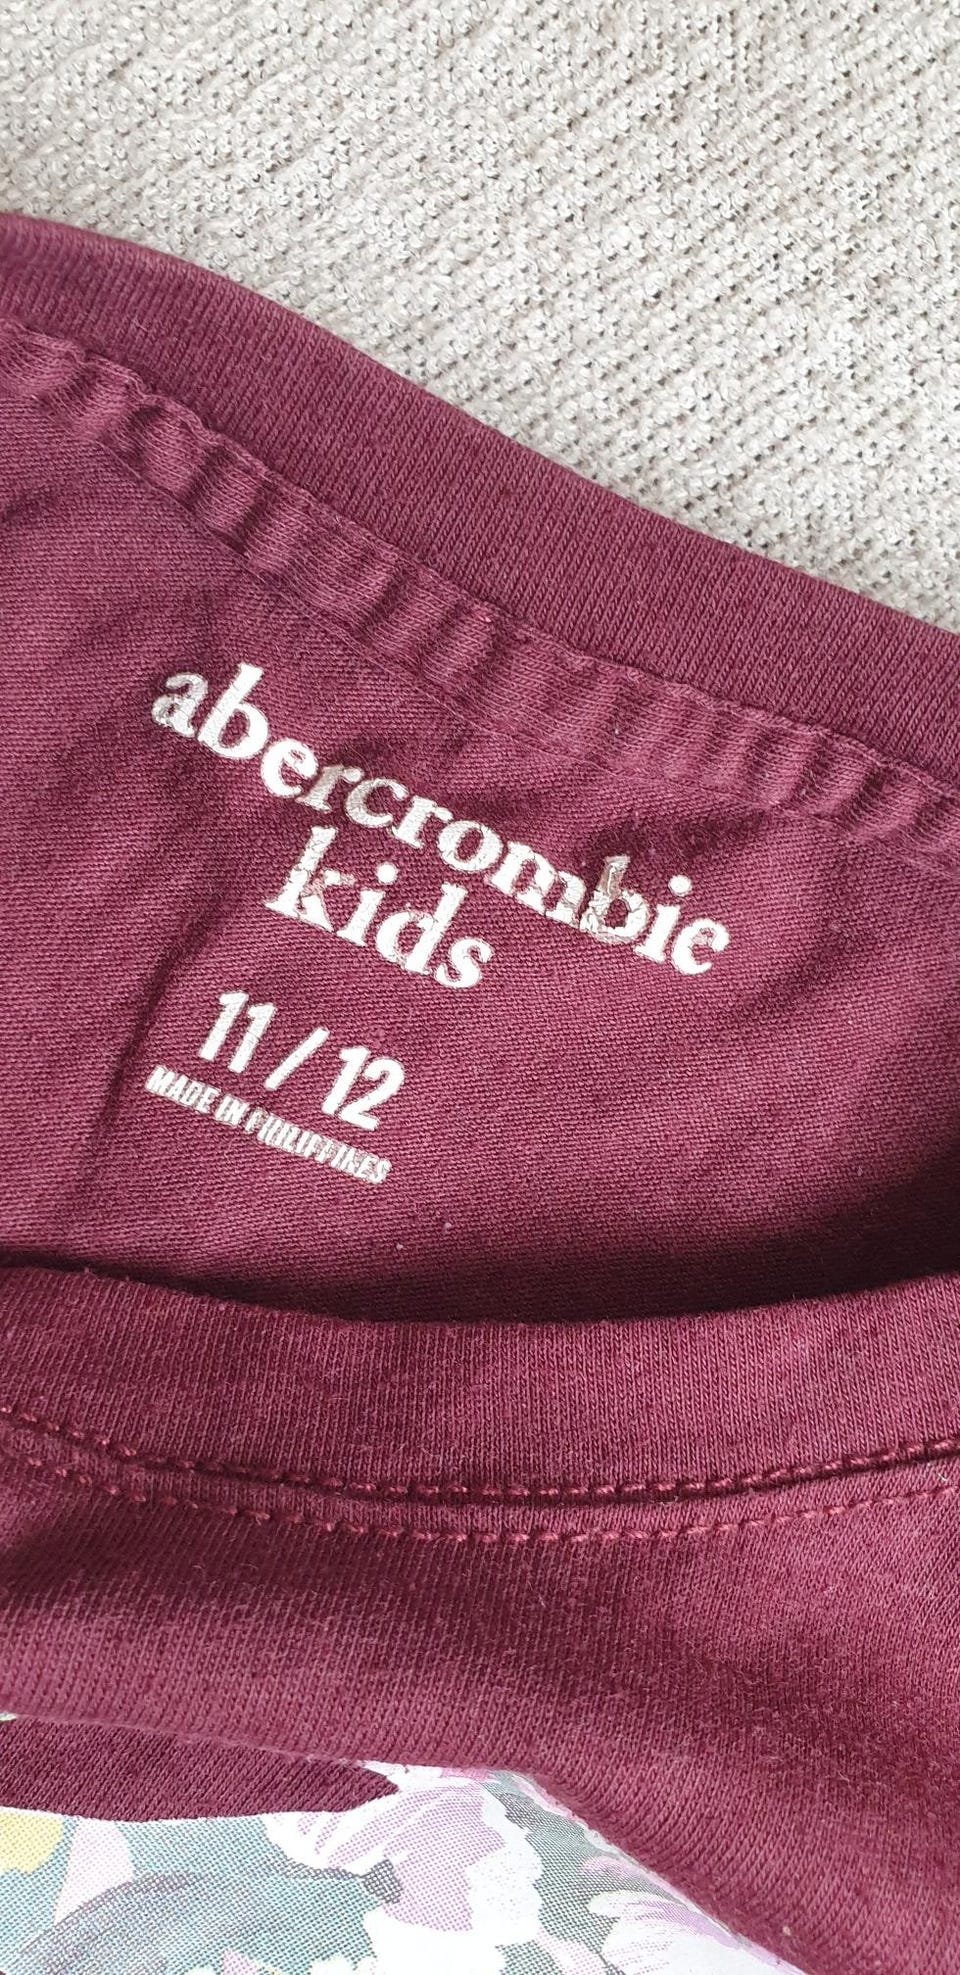 abercrombie
kids
11 / 12
MADE IN PHILIPPINES